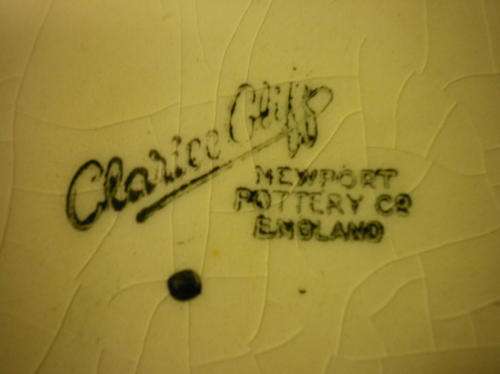 Clarice Cliff
NEWPORT
POTTERY Co
ENGLAND